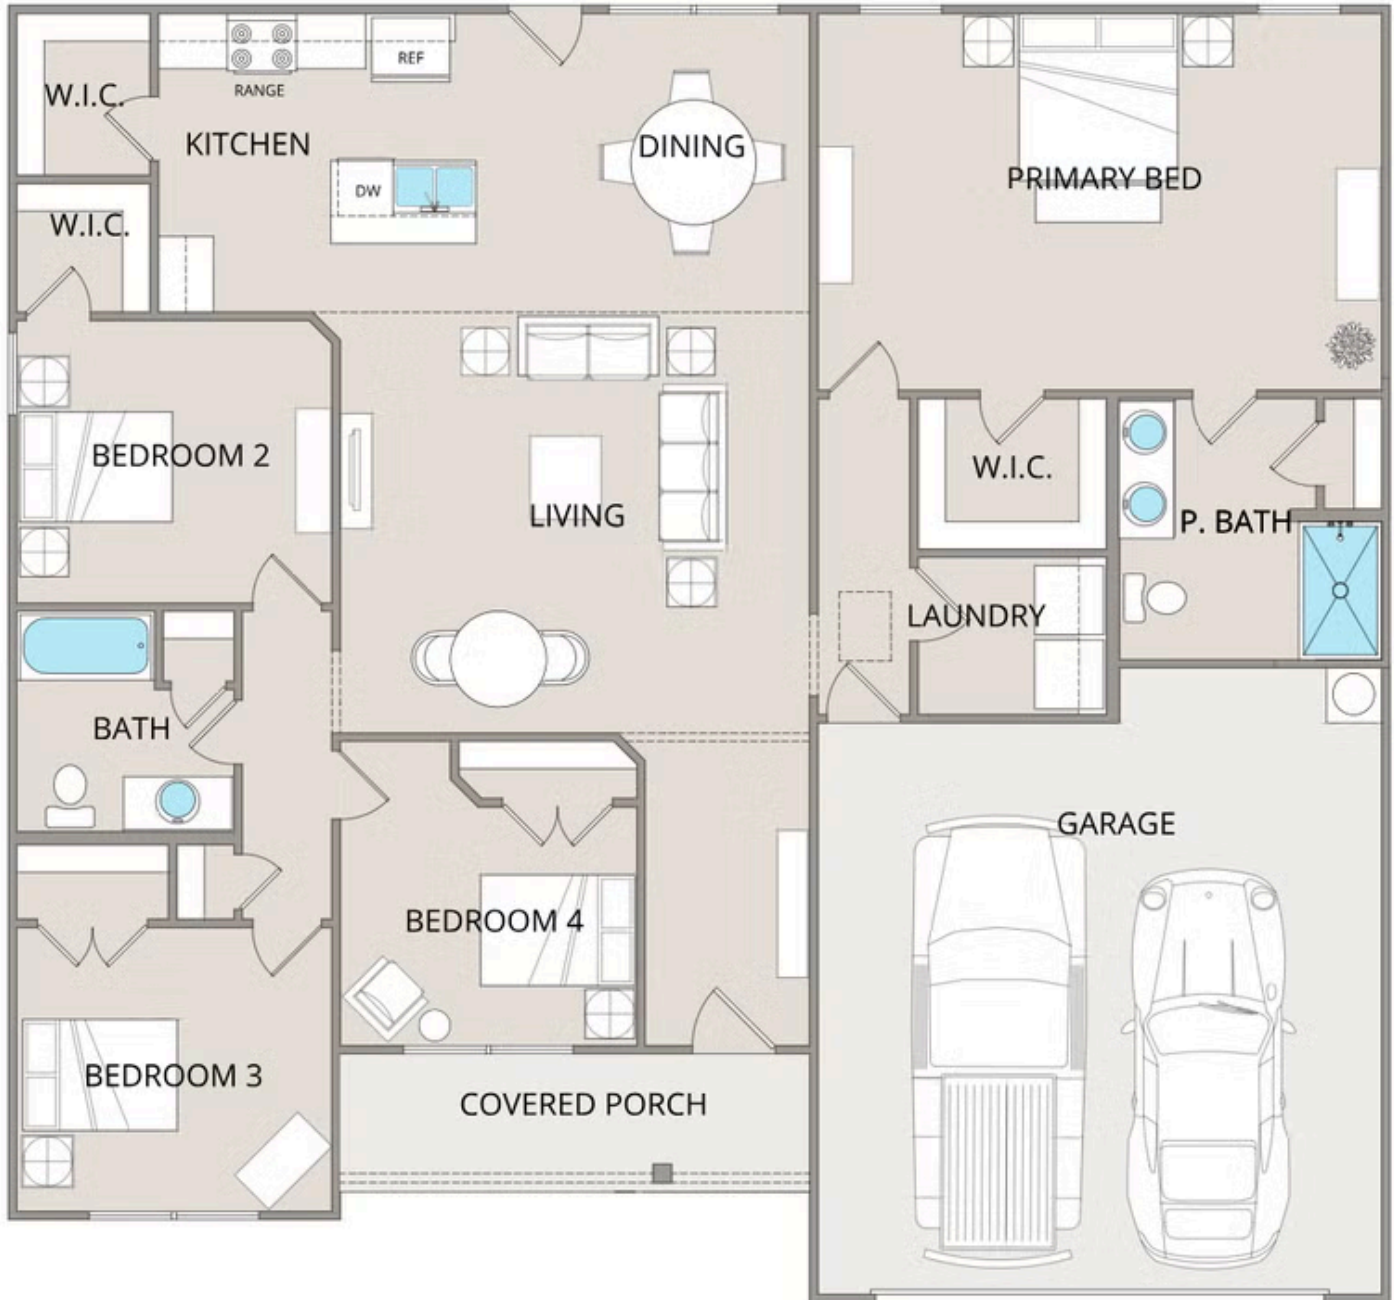 W.I.C.
REF
RANGE
KITCHEN
DINING
DW
PRIMARY BED
W.I.C.
BEDROOM 2
LIVING
W.I.C.
P. BATH
LAUNDRY
BATH
GARAGE
BEDROOM 4
BEDROOM 3
COVERED PORCH